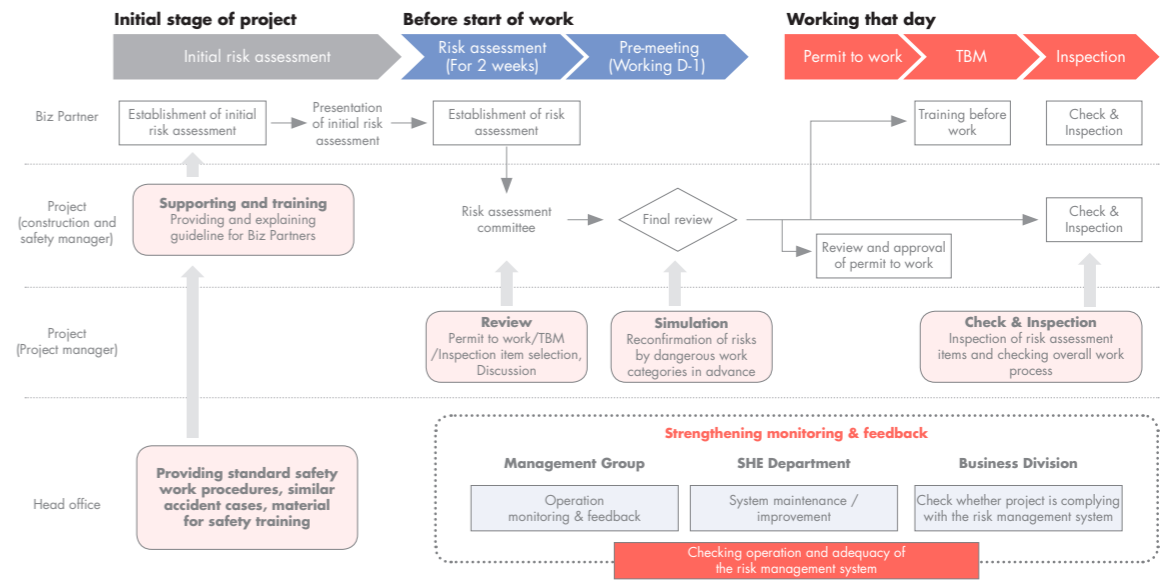 Initial stage of project
Before start of work
Working that day
Initial risk assessment
Risk assessment
(For 2 weeks)
Pre-meeting
(Working D-1)
Permit to work
TBM
Inspection
Biz Partner
Establishment of initial
risk assessment
Presentation
of initial risk
assessment
Establishment of risk
assessment
Training before
work
Check &
Inspection
Project
(construction and
safety manager)
Supporting and training
Providing and explaining
guideline for Biz Partners
Risk assessment
committee
Final review
Review and approval
of permit to work
Check &
Inspection
Project
(Project manager)
Review
Permit to work/TBM
/Inspection item selection,
Discussion
Simulation
Reconfirmation of risks
by dangerous work
categories in advance
Check & Inspection
Inspection of risk assessment
items and checking overall work
process
Head office
Providing standard safety
work procedures, similar
accident cases, material
for safety training
Strengthening monitoring & feedback
Management Group
Operation
monitoring & feedback
SHE Department
System maintenance /
improvement
Business Division
Check whether project is complying
with the risk management system
Checking operation and adequacy of
the risk management system